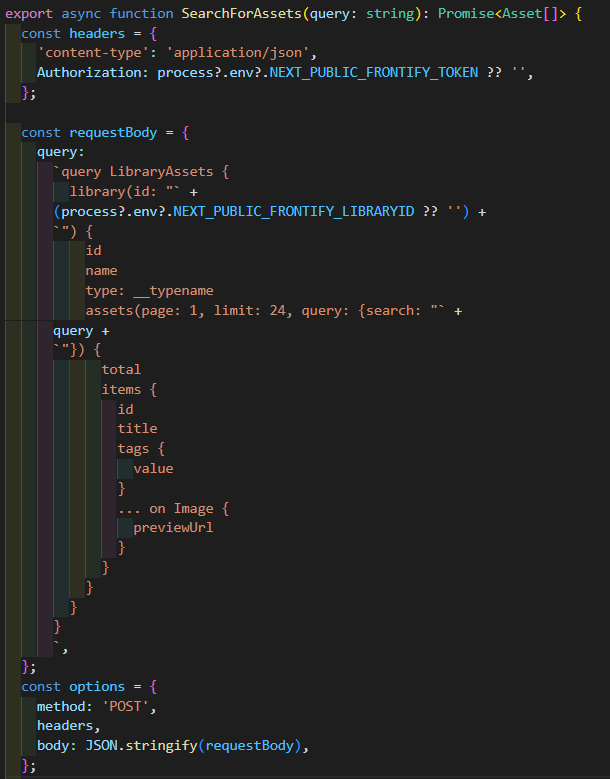 export async function SearchForAssets(query: string): Promise<Asset[]> {
  const headers = {
    'content-type': 'application/json',
    Authorization: process?.env?.NEXT_PUBLIC_FRONTIFY_TOKEN ?? '',
  };

  const requestBody = {
    query:
      `query LibraryAssets {
        library(id: "` +
      (process?.env?.NEXT_PUBLIC_FRONTIFY_LIBRARYID ?? '') +
      `") {
          id
          name
          type: __typename
          assets(page: 1, limit: 24, query: {search: "` +
      query +
      `"}) {
            total
            items {
              id
              title
              tags {
                value
              }
              ... on Image {
                previewUrl
              }
            }
          }
        }
      }
      `,
  };
  const options = {
    method: 'POST',
    headers,
    body: JSON.stringify(requestBody),
  };